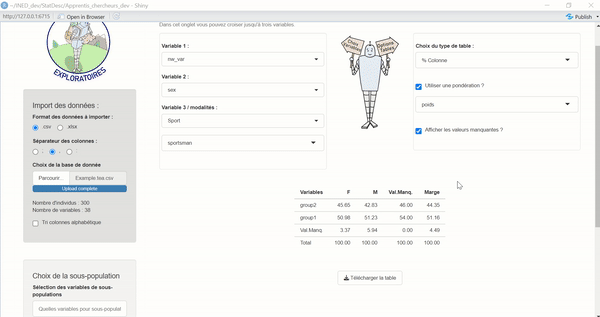 ~/INED_dev/StatDesc/Apprentis_chercheurs_dev - Shiny
http://127.0.0.1:6715
Open in Browser
Publish
EXPLORATOIRES
Import des données :
Format des données à importer :
.csv
.xlsx
Séparateur des colonnes :
Choix de la base de donnée
Parcourir...
Upload complete
Nombre d'individus : 300
Nombre de variables : 38
Tri colonnes alphabétique
Choix de la sous-population
Sélection des variables de sous-
populations
Quelles variables pour sous-populat
Dans cet onglet vous pouvez croiser jusqu'à trois variables
Variable 1 :
nw_var
Variable 2 :
sex
Variable 3 / modalités :
Sport
sportsman
Choix
Variables
Options
Tables
Choix du type de table :
% Colonne
Utiliser une pondération ?
poids
Afficher les valeurs manquentes ?
Variables F M Val.Manq. Marge
group2 45.65 42.83 46.00 44.35
group1 50.98 51.23 54.00 51.16
Val.Manq. 3.37 5.94 0.00 4.49
Total 100.00 100.00 100.00 100.00
Télécharger la table